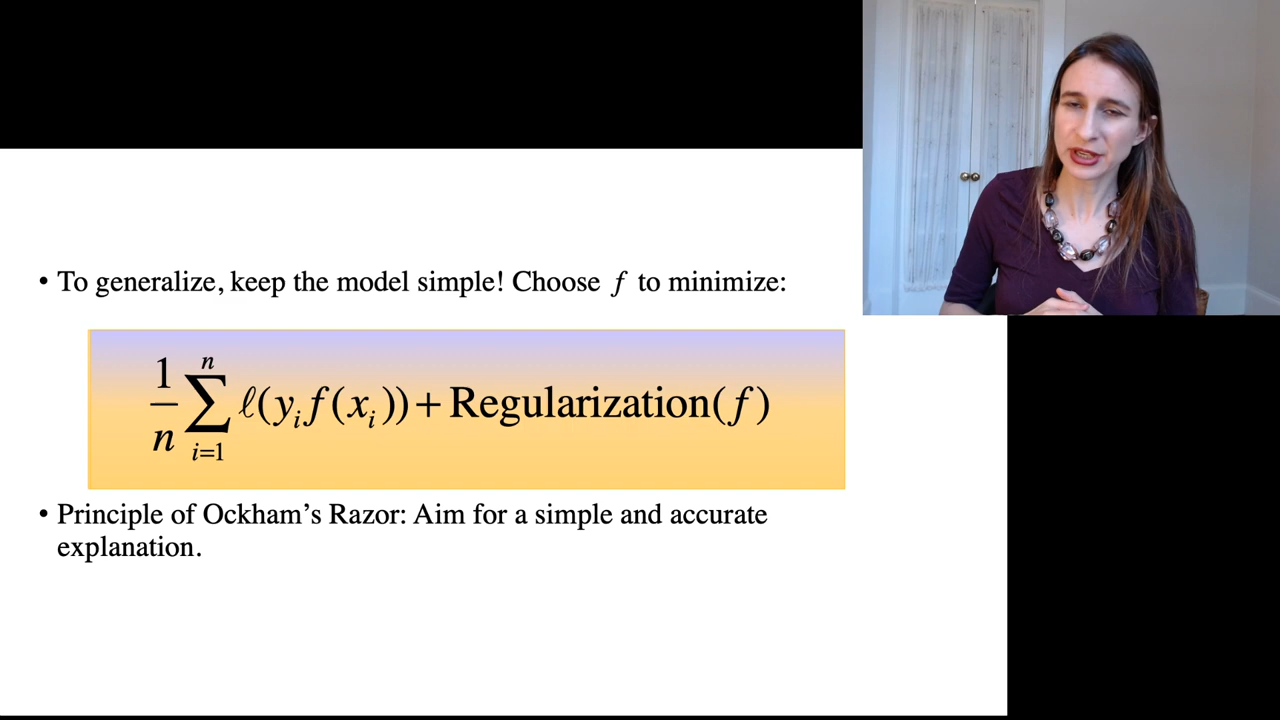 • To generalize, keep the model simple! Choose f to minimize:
1/n ∑_{i=1}^{n} ℓ(y_i f(x_i)) + Regularization(f)
• Principle of Ockham’s Razor: Aim for a simple and accurate
explanation.